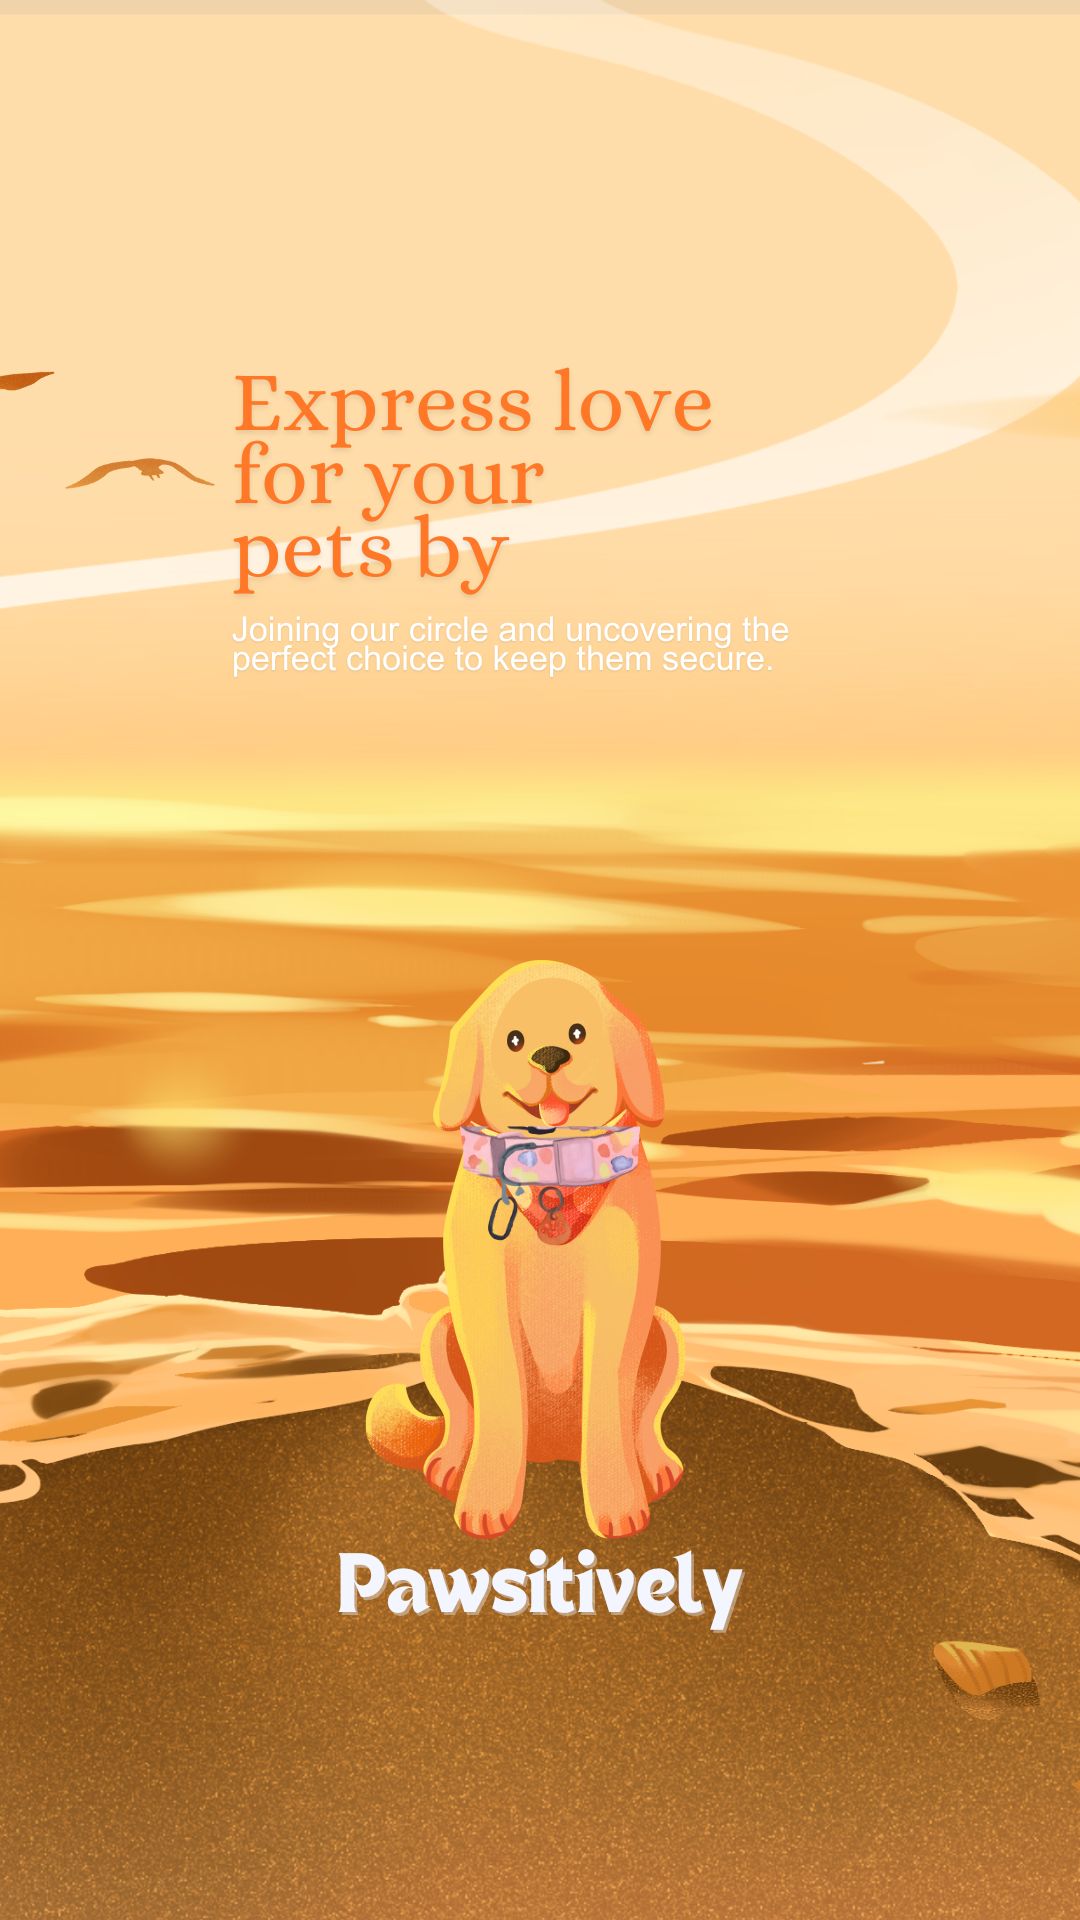 Express love
for your
pets by
Joining our circle and uncovering the
perfect choice to keep them secure.
Pawsitively